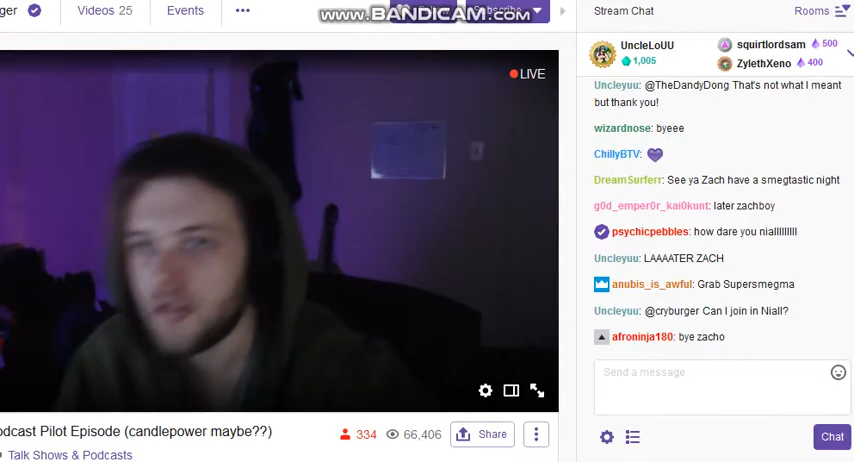 ger Videos 25 Events
www.BANDICAM.com
Subscribe
Stream Chat Rooms
LIVE
UncleLoUU squirtlordsam 500
1,005 ZylethXeno 400
Uncleyuu: @TheDandyDong That's not what I meant
but thank you!
wizardnose: byeee
ChillyBTV:
DreamSurferr: See ya Zach have a smegtastic night
g0d_emper0r_kai0kunt: later zachboy
psychicpebbles: how dare you niallllllllll
Uncleyuu: LAAAATER ZACH
anubis_is_awful: Grab Supersmegma
Uncleyuu: @cryburger Can I join in Niall?
afroninja180: bye zacho
Send a message
Chat
odcast Pilot Episode (candlepower maybe??) 334 66,406 Share
Talk Shows & Podcasts